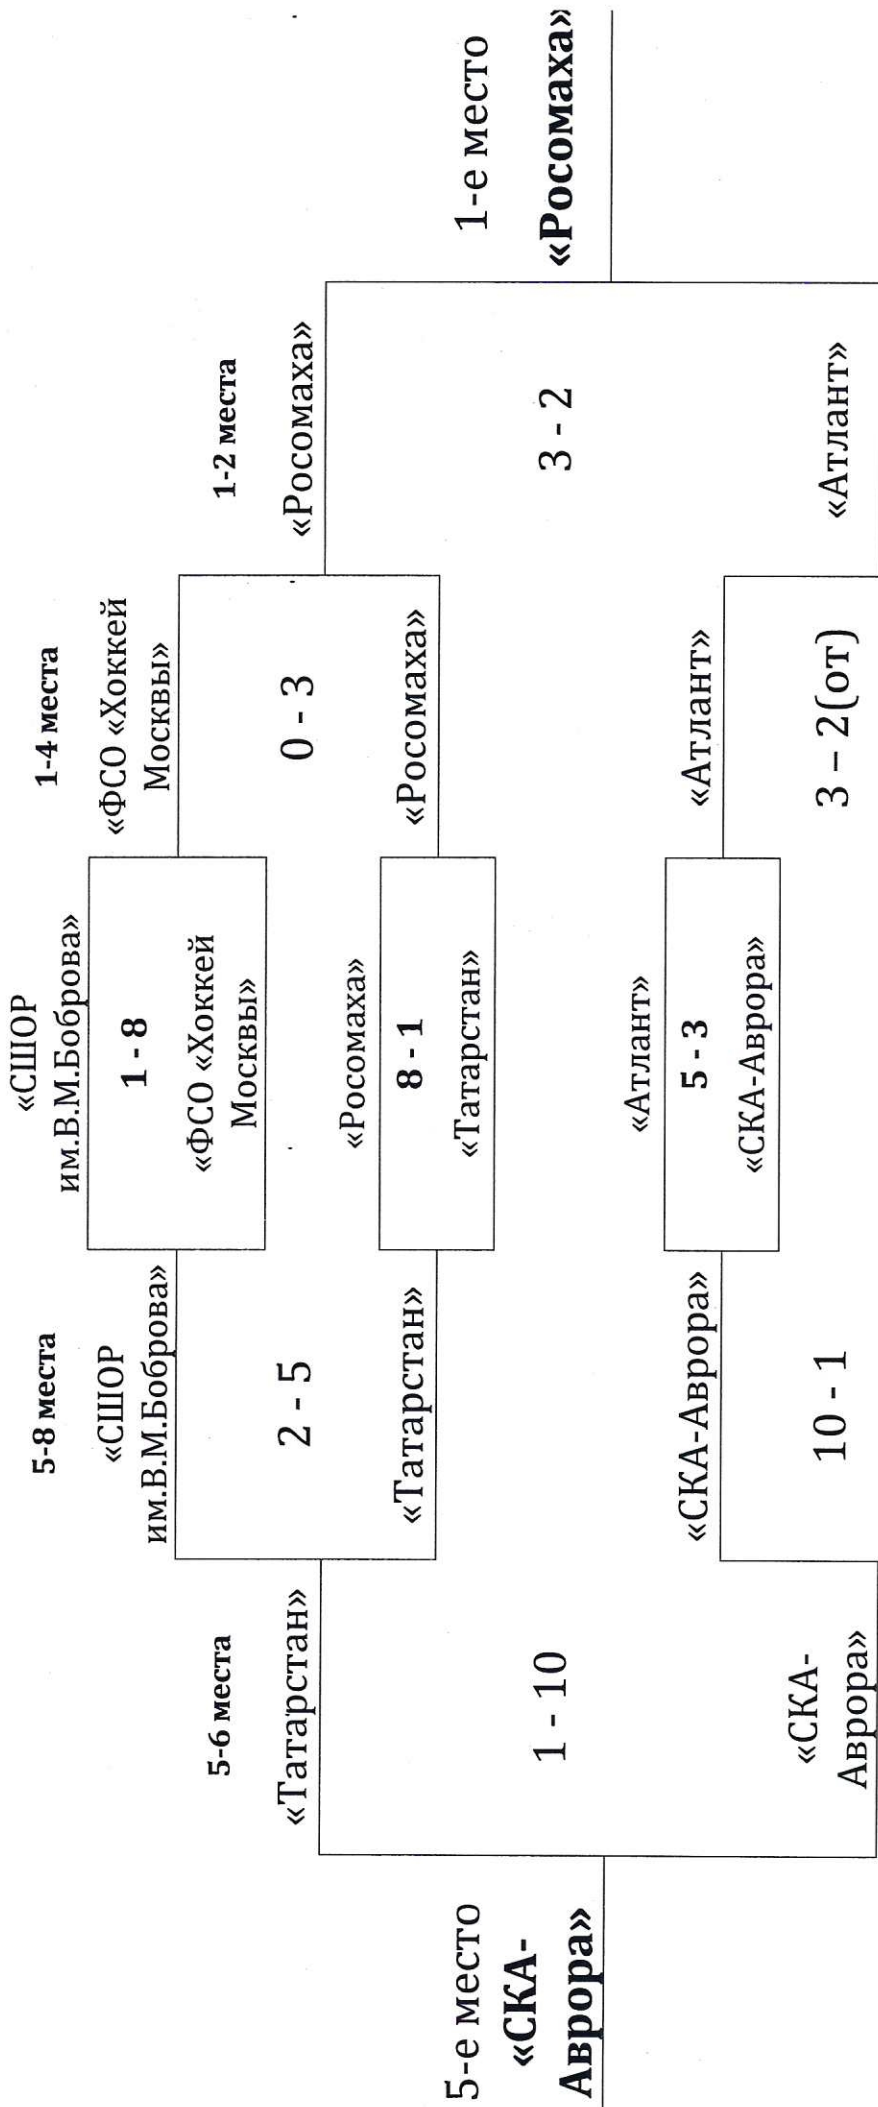 5-8 места
1-4 места
«СШОР
им.В.М.Боброва»
«СШОР
им.В.М.Боброва»
«ФСО «Хоккей
Москвы»
5-6 места
1-2 места
1 - 8
2 - 5
0 - 3
«ФСО «Хоккей
Москвы»
«Татарстан»
«Росомаха»
«Росомаха»
«Татарстан»
8 - 1
«Росомаха»
«Татарстан»
5-е место
«СКА-
Аврора»
1 - 10
3 - 2
1-е место
«Росомаха»
«Атлант»
«СКА-Аврора»
5 - 3
«Атлант»
«СКА-Аврора»
«СКА-
Аврора»
10 - 1
3 – 2(от)
«Атлант»